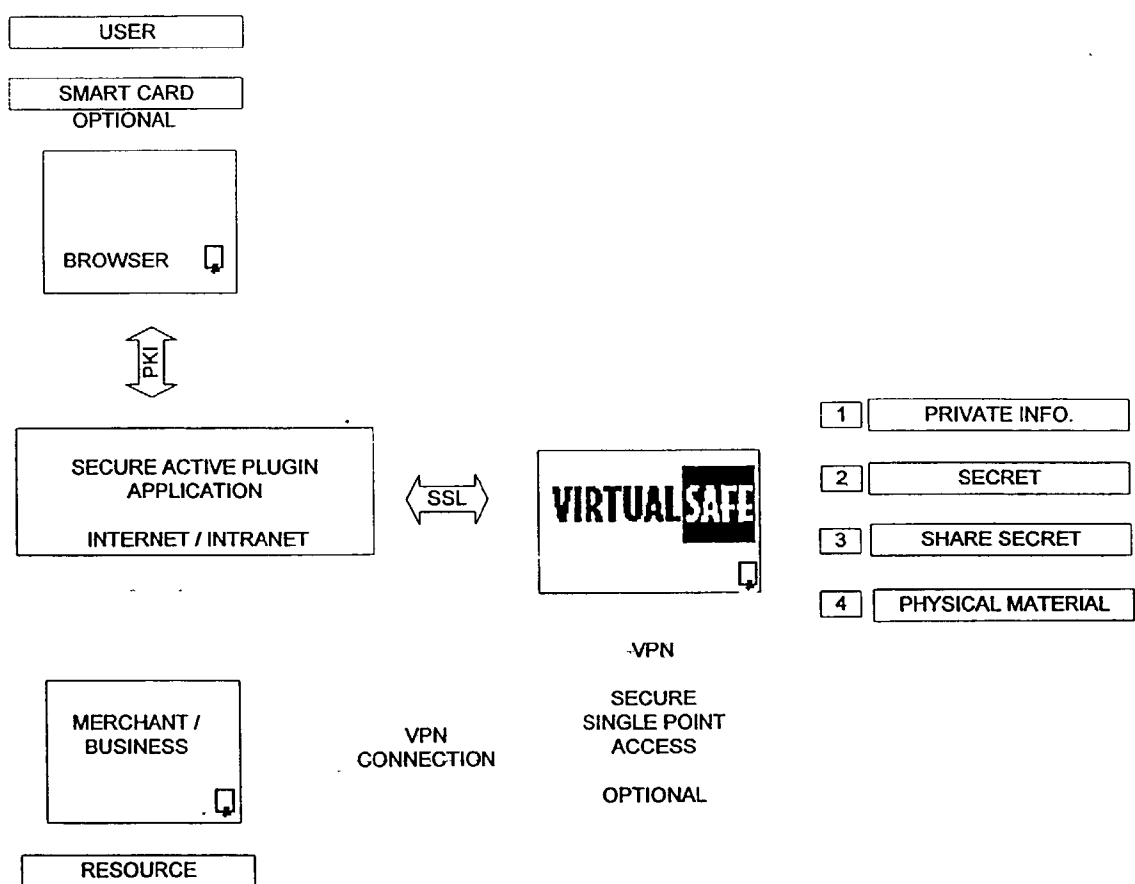 USER
SMART CARD
OPTIONAL
BROWSER
PKI
SECURE ACTIVE PLUGIN
APPLICATION
INTERNET / INTRANET
SSL
VIRTUALSAFE
1 PRIVATE INFO.
2 SECRET
3 SHARE SECRET
4 PHYSICAL MATERIAL
VPN
SECURE
SINGLE POINT
ACCESS
OPTIONAL
VPN
CONNECTION
MERCHANT /
BUSINESS
RESOURCE